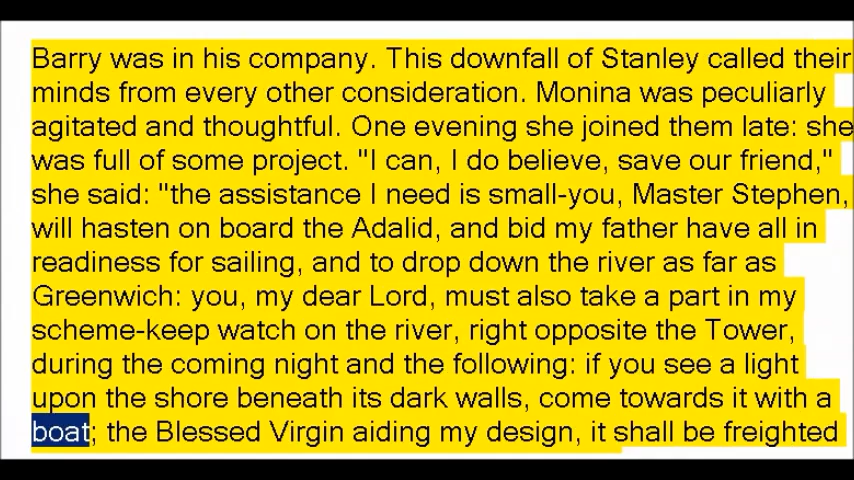 Barry was in his company. This downfall of Stanley called their
minds from every other consideration. Monina was peculiarly
agitated and thoughtful. One evening she joined them late: she
was full of some project. "I can, I do believe, save our friend,"
she said: "the assistance I need is small-you, Master Stephen,
will hasten on board the Adalid, and bid my father have all in
readiness for sailing, and to drop down the river as far as
Greenwich: you, my dear Lord, must also take a part in my
scheme-keep watch on the river, right opposite the Tower,
during the coming night and the following: if you see a light
upon the shore beneath its dark walls, come towards it with a
boat; the Blessed Virgin aiding my design, it shall be freighted